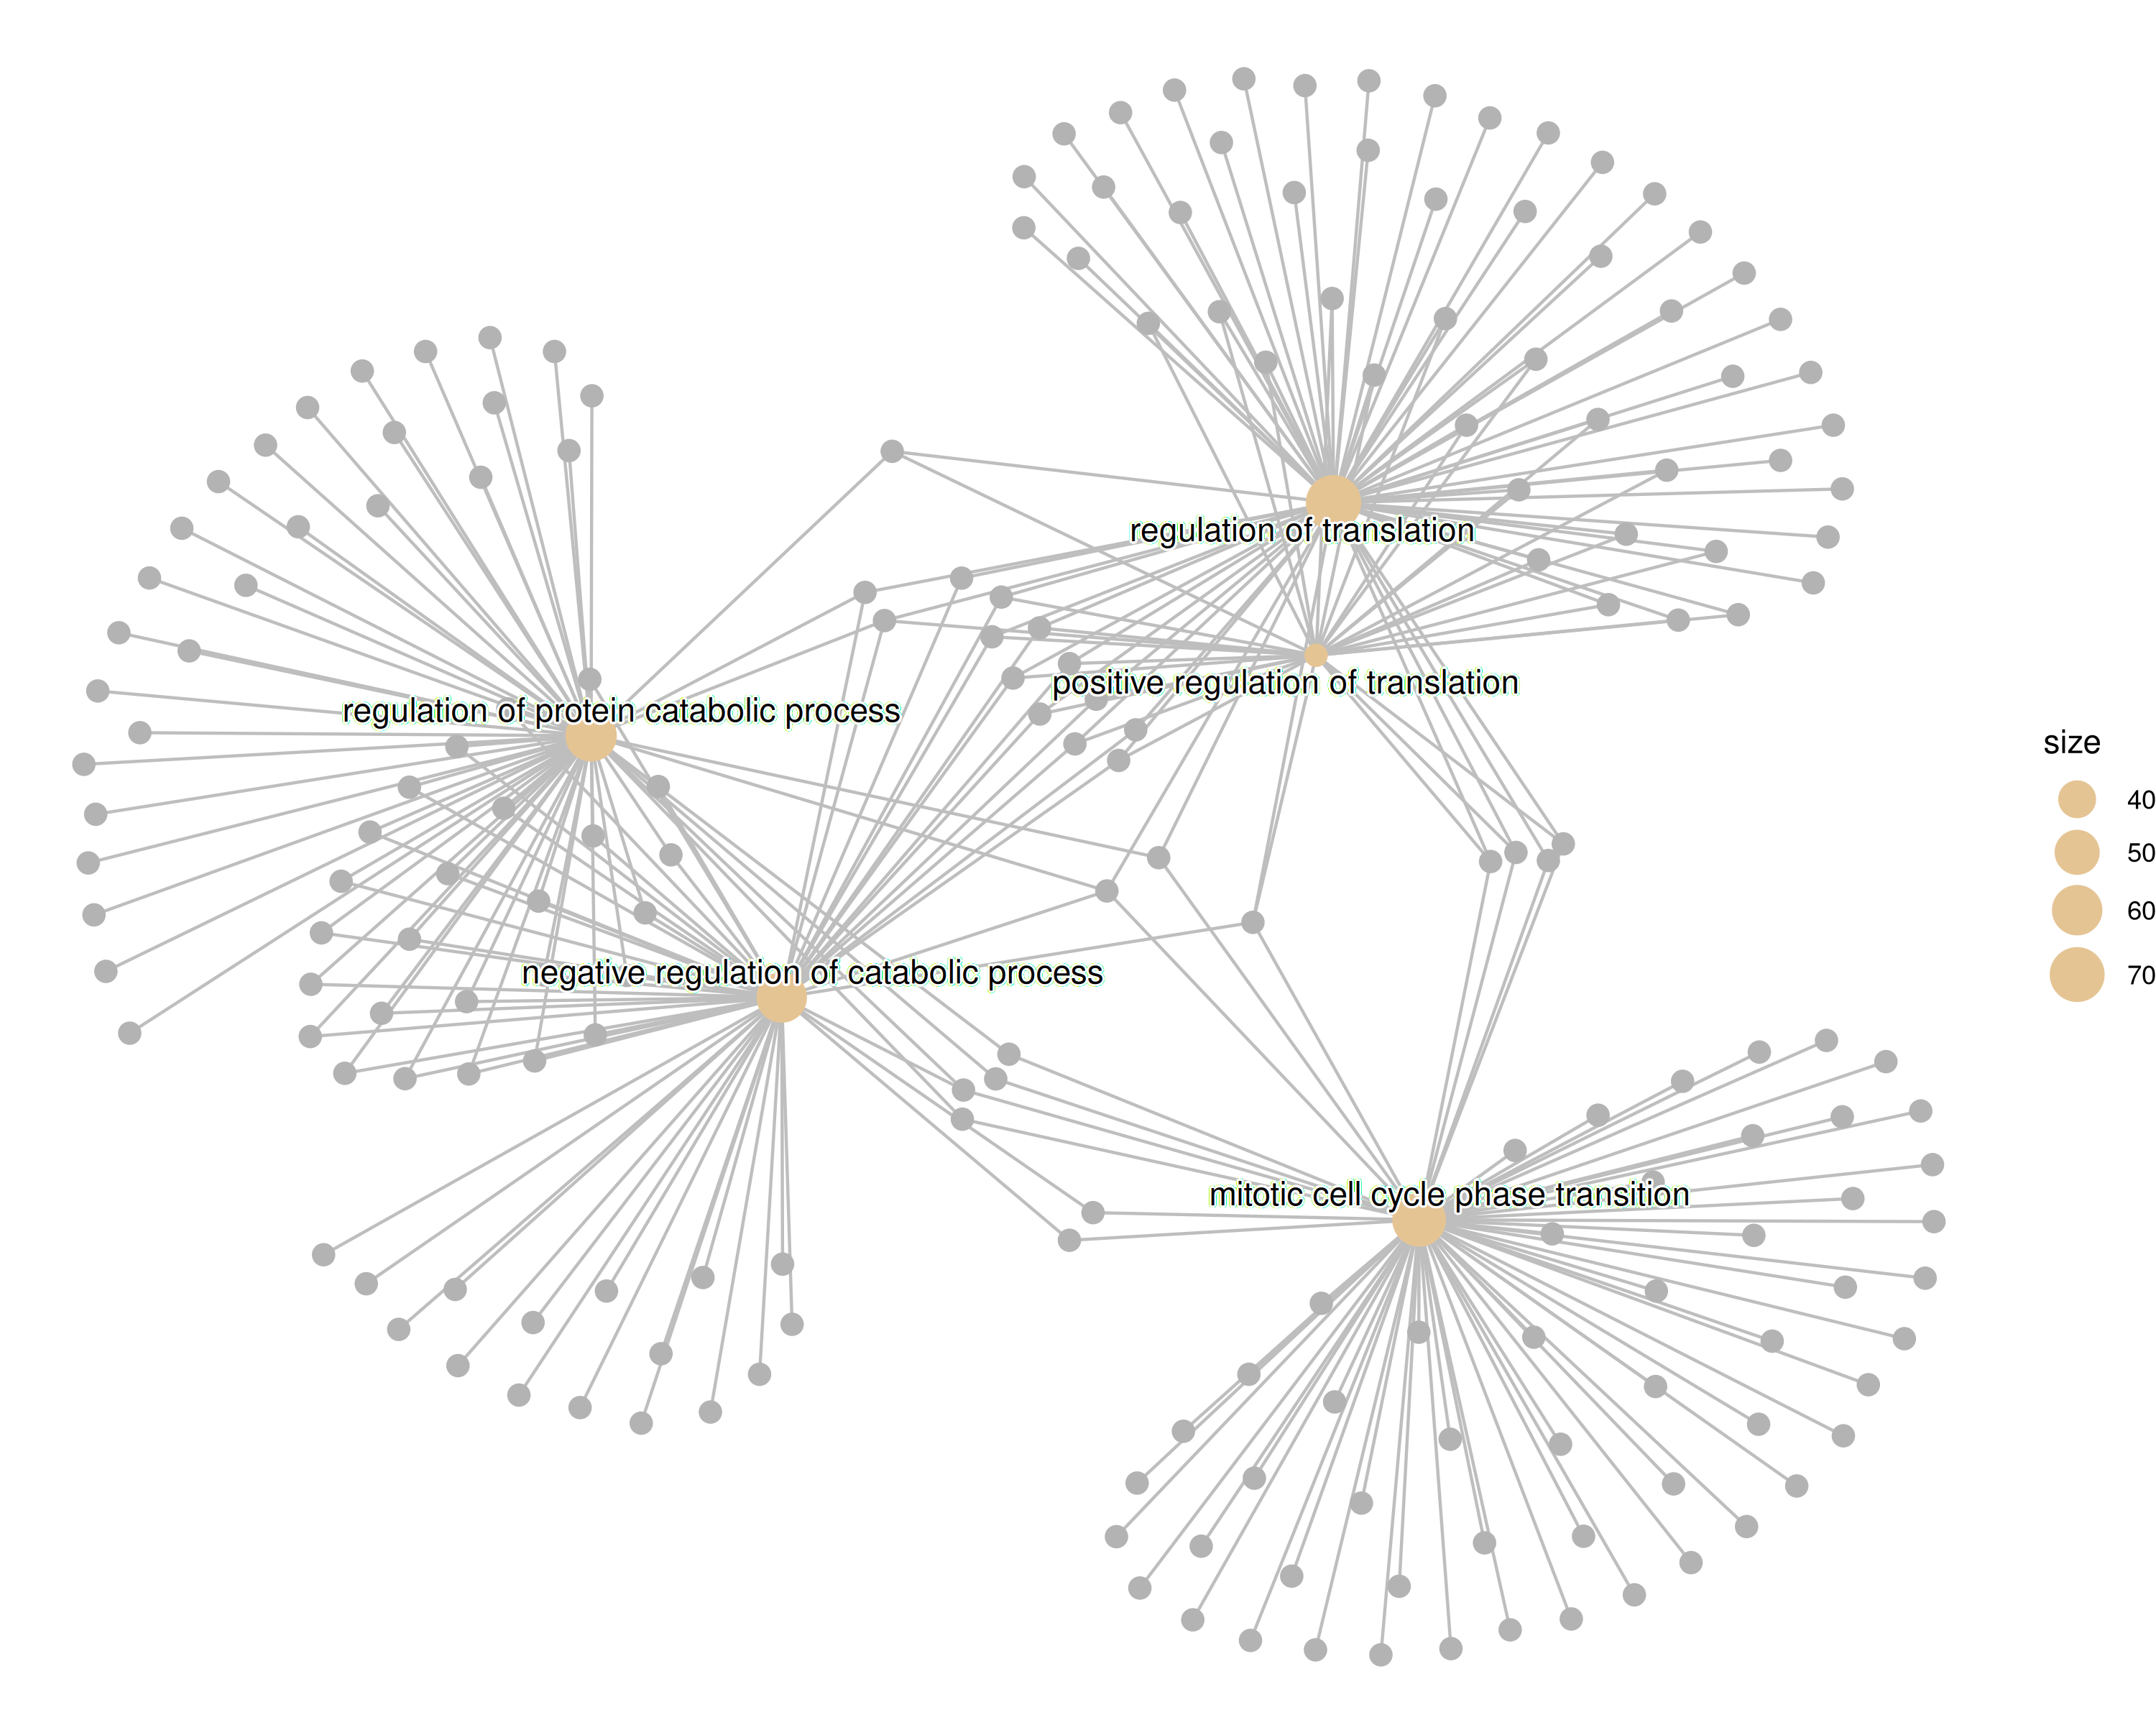 regulation of translation
positive regulation of translation
regulation of protein catabolic process
negative regulation of catabolic process
mitotic cell cycle phase transition
size
40
50
60
70